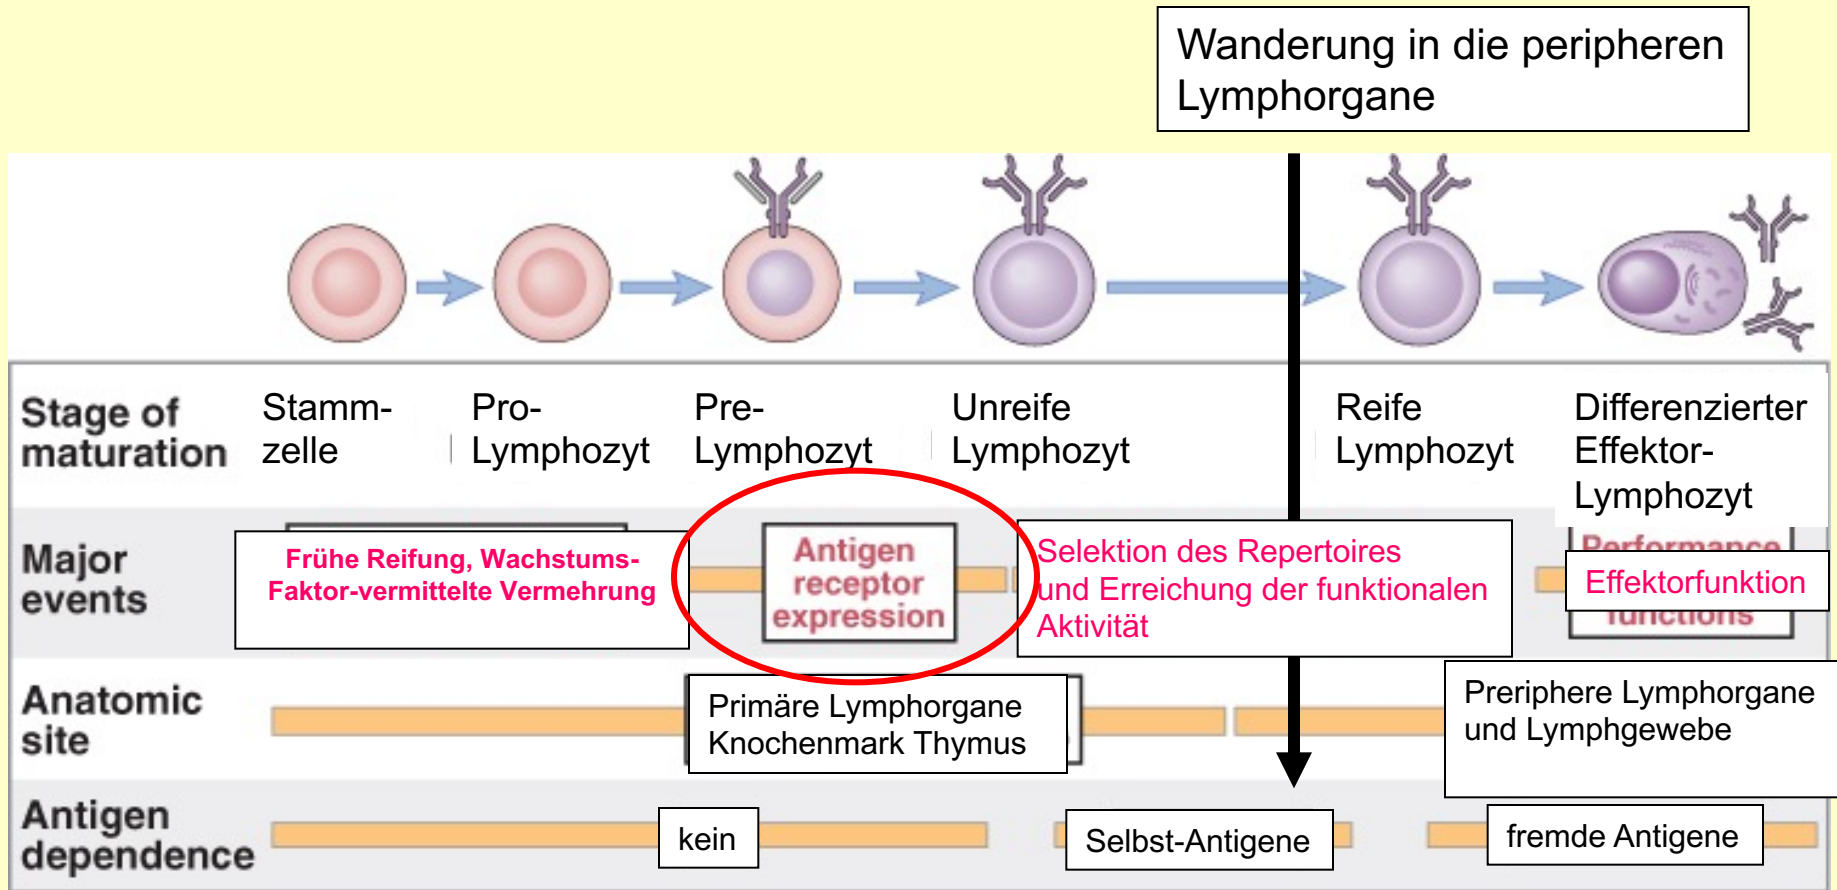 Wanderung in die peripheren
Lymphorgane
Stage of
maturation
Stamm-
zelle
Pro-
Lymphozyt
Pre-
Lymphozyt
Unreife
Lymphozyt
Reife
Lymphozyt
Differenzierter
Effektor-
Lymphozyt
Major
events
Frühe Reifung, Wachstums-
Faktor-vermittelte Vermehrung
Antigen
receptor
expression
Selektion des Repertoires
und Erreichung der funktionalen
Aktivität
Performance
Effektorfunktion
functions
Anatomic
site
Primäre Lymphorgane
Knochenmark Thymus
Preriphere Lymphorgane
und Lymphgewebe
Antigen
dependence
kein
Selbst-Antigene
fremde Antigene